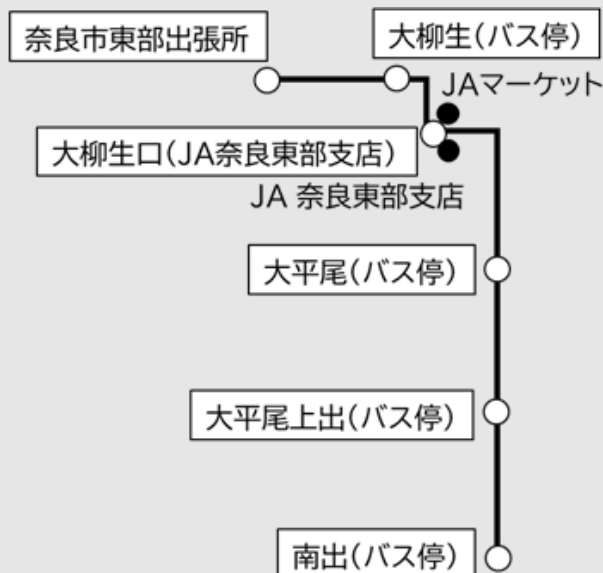 奈良市東部出張所
大柳生(バス停)
JAマーケット
大柳生口(JA奈良東部支店)
JA 奈良東部支店
大平尾(バス停)
大平尾上出(バス停)
南出(バス停)